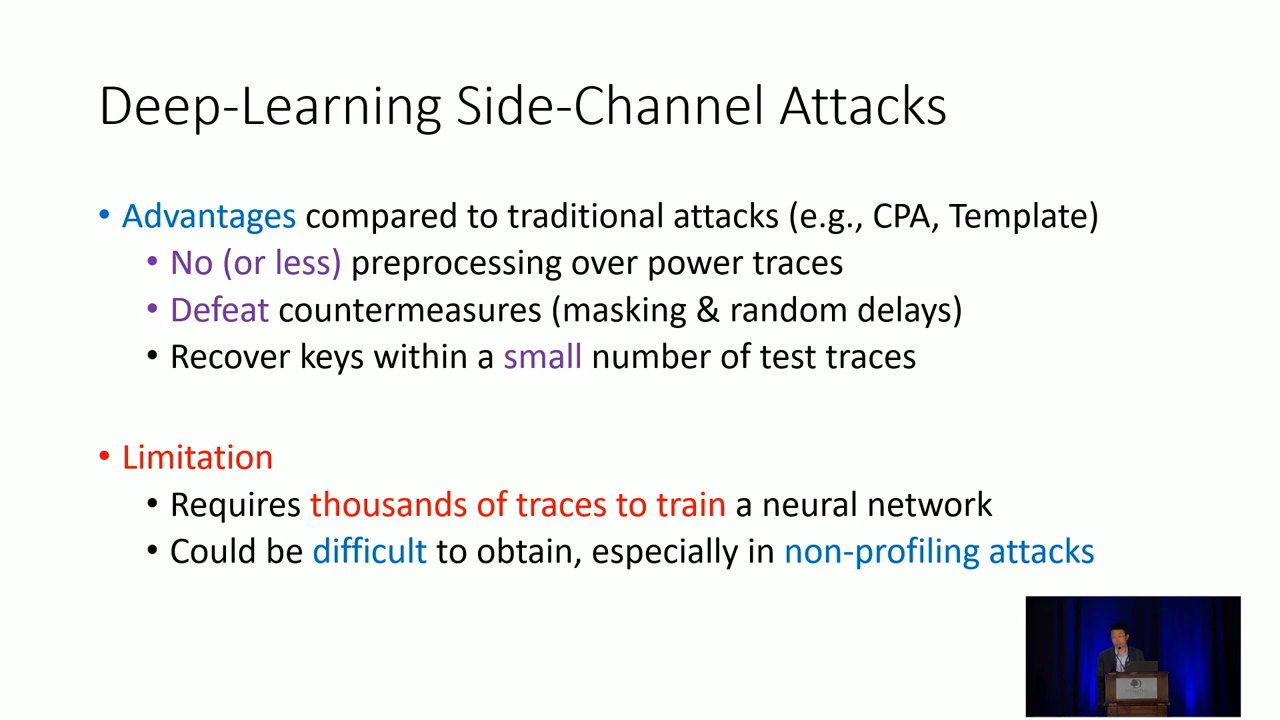 Deep-Learning Side-Channel Attacks
• Advantages compared to traditional attacks (e.g., CPA, Template)
• No (or less) preprocessing over power traces
• Defeat countermeasures (masking & random delays)
• Recover keys within a small number of test traces
• Limitation
• Requires thousands of traces to train a neural network
• Could be difficult to obtain, especially in non-profiling attacks